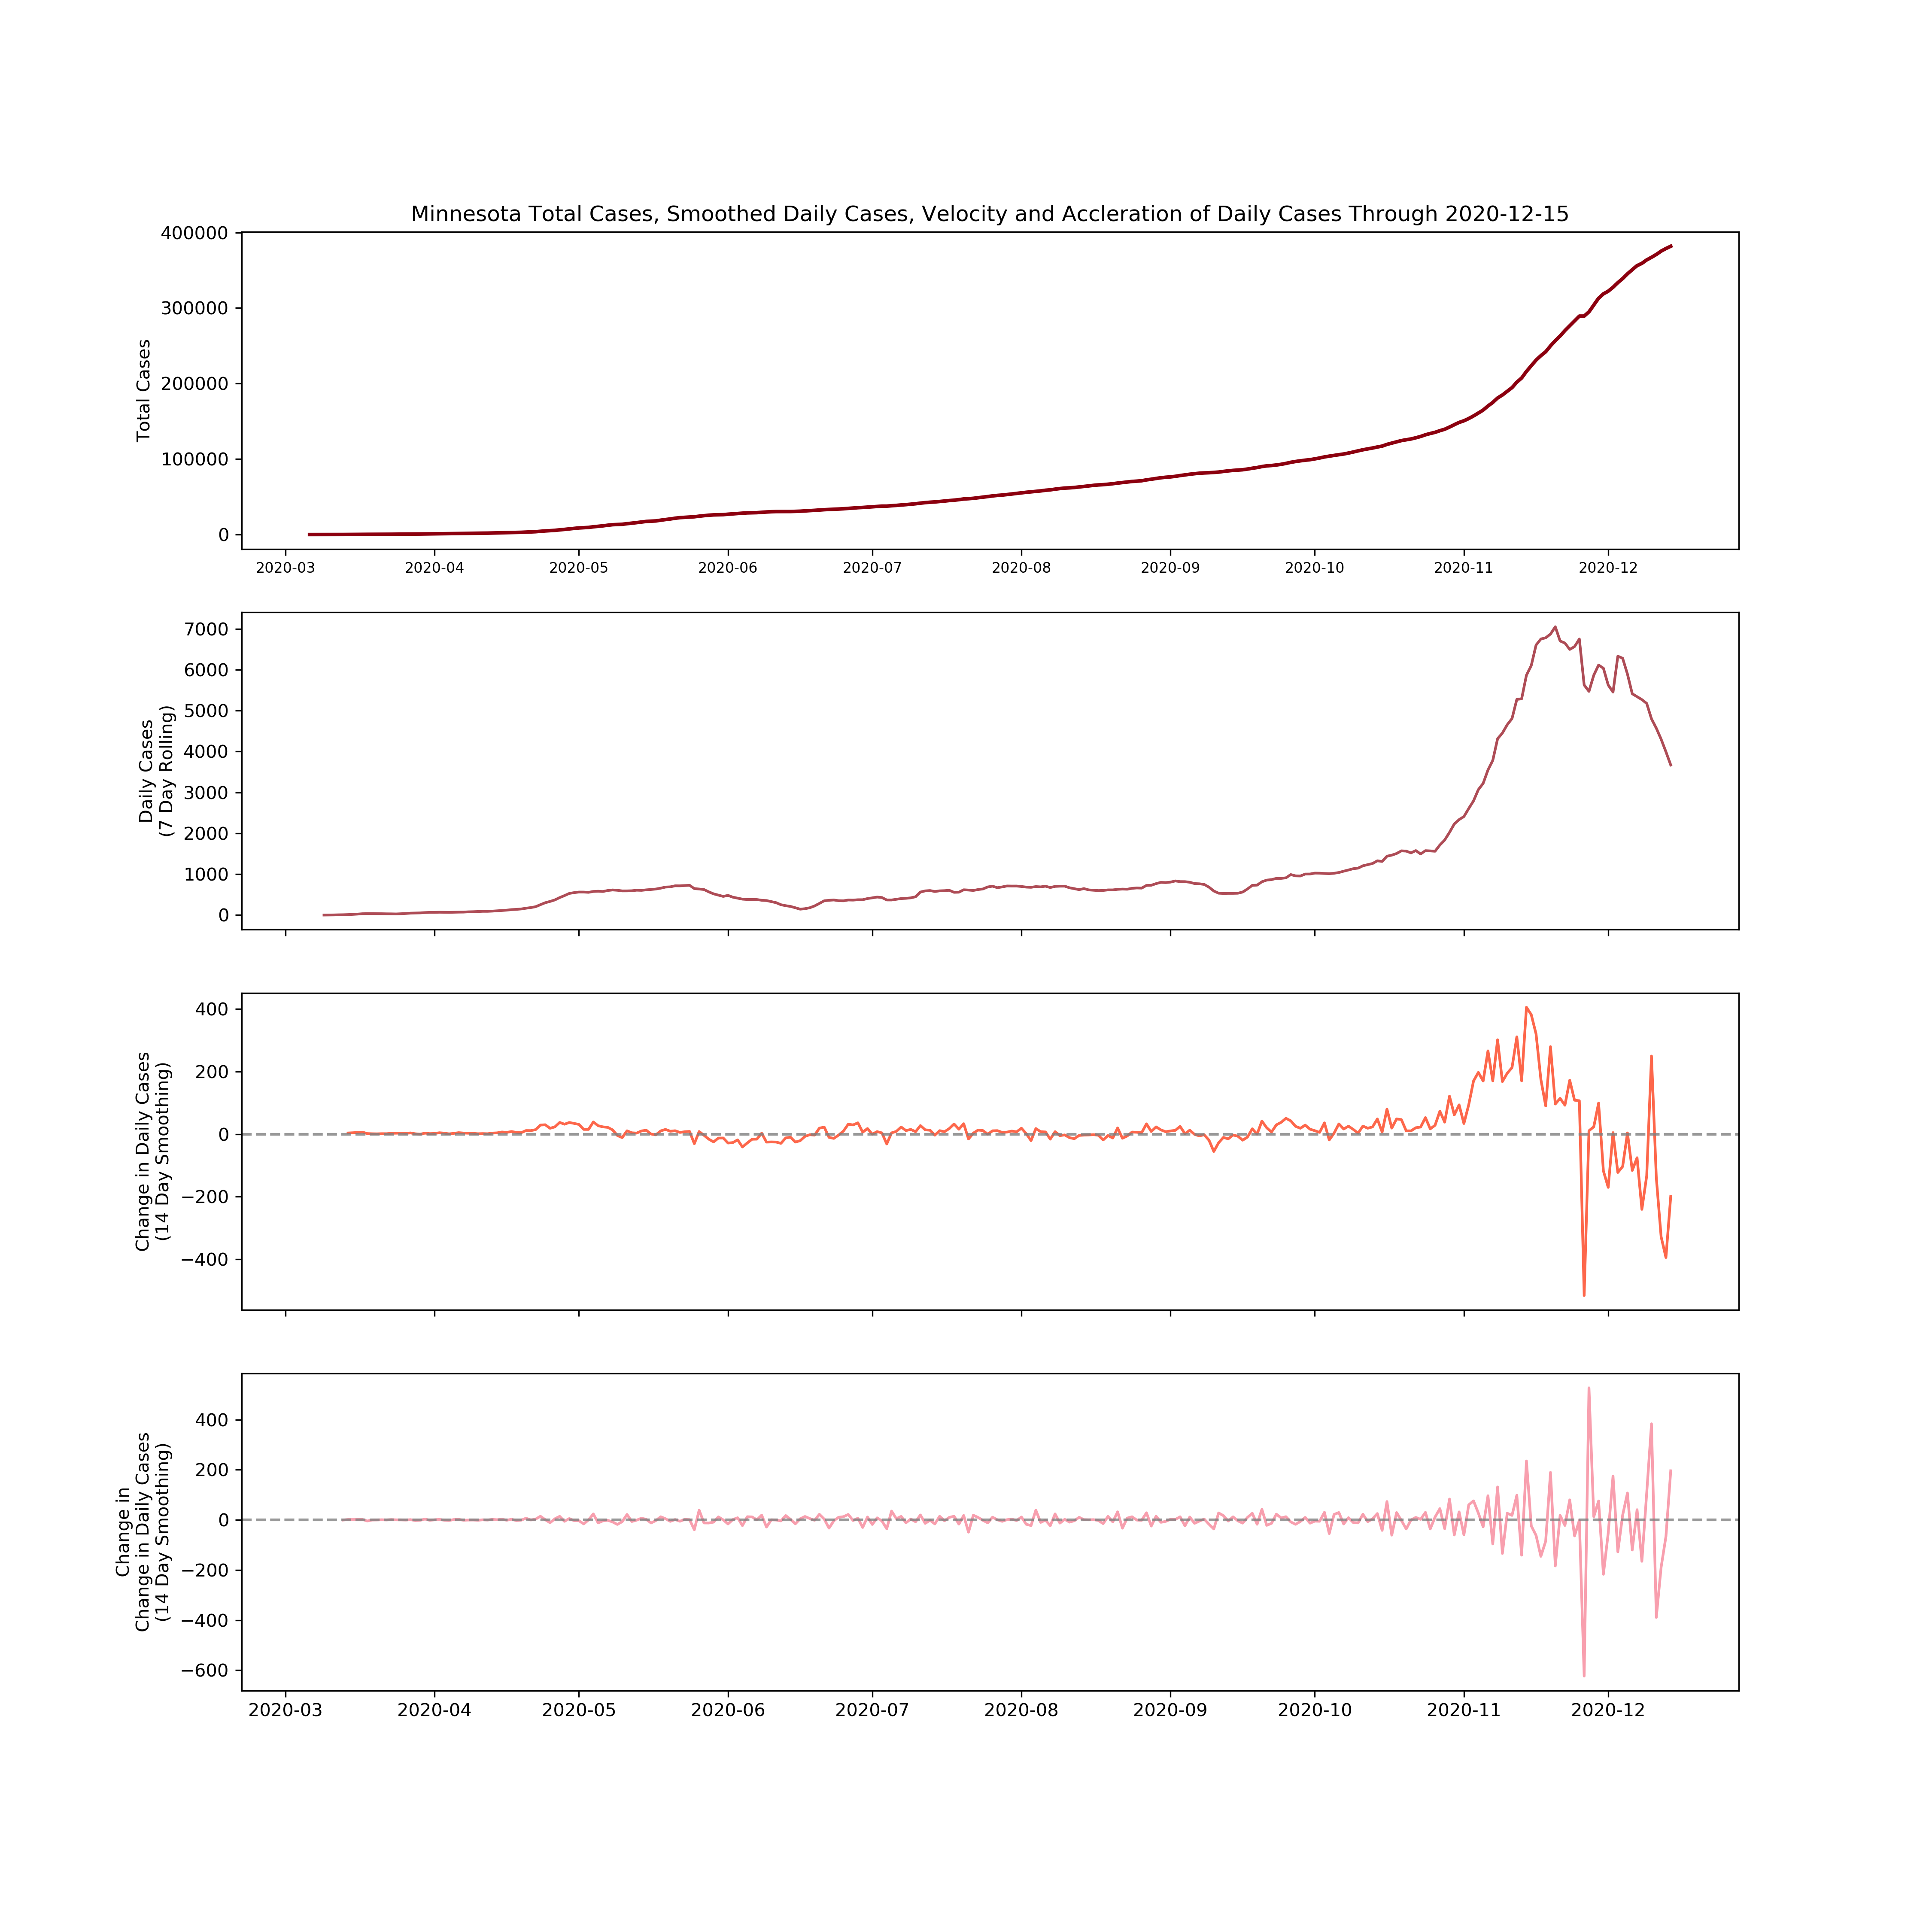 Minnesota Total Cases, Smoothed Daily Cases, Velocity and Accleration of Daily Cases Through 2020-12-15
Total Cases
400000
300000
200000
100000
0
2020-03 2020-04 2020-05 2020-06 2020-07 2020-08 2020-09 2020-10 2020-11 2020-12
Daily Cases
(7 Day Rolling)
7000
6000
5000
4000
3000
2000
1000
0
Change in Daily Cases
(14 Day Smoothing)
400
200
0
−200
−400
Change in
Change in Daily Cases
(14 Day Smoothing)
400
200
0
−200
−400
−600
2020-03 2020-04 2020-05 2020-06 2020-07 2020-08 2020-09 2020-10 2020-11 2020-12